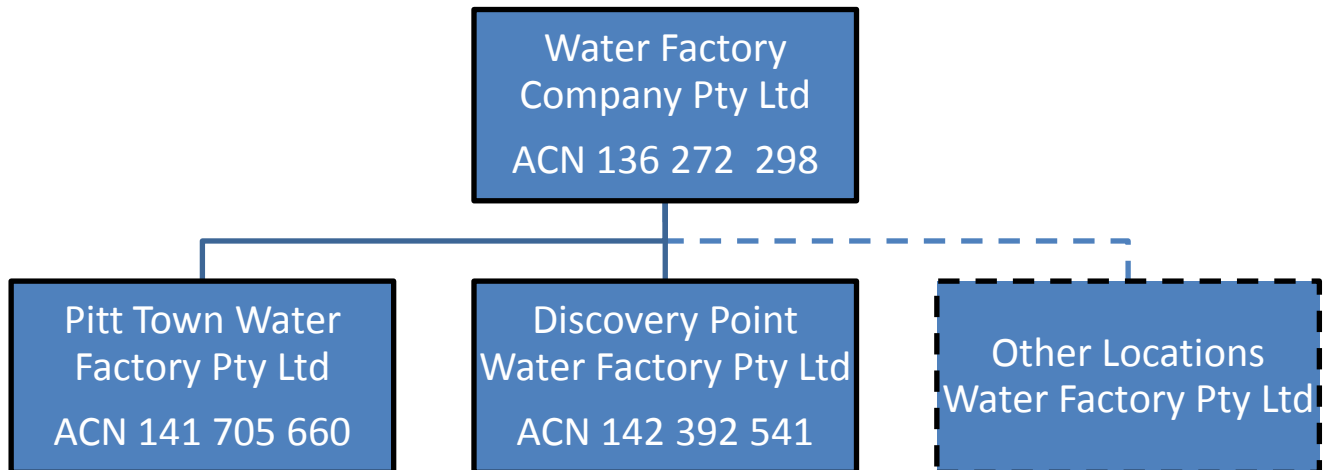 Water Factory
Company Pty Ltd
ACN 136 272  298
Pitt Town Water
Factory Pty Ltd
ACN 141 705 660
Discovery Point
Water Factory Pty Ltd
ACN 142 392 541
Other Locations
Water Factory Pty Ltd